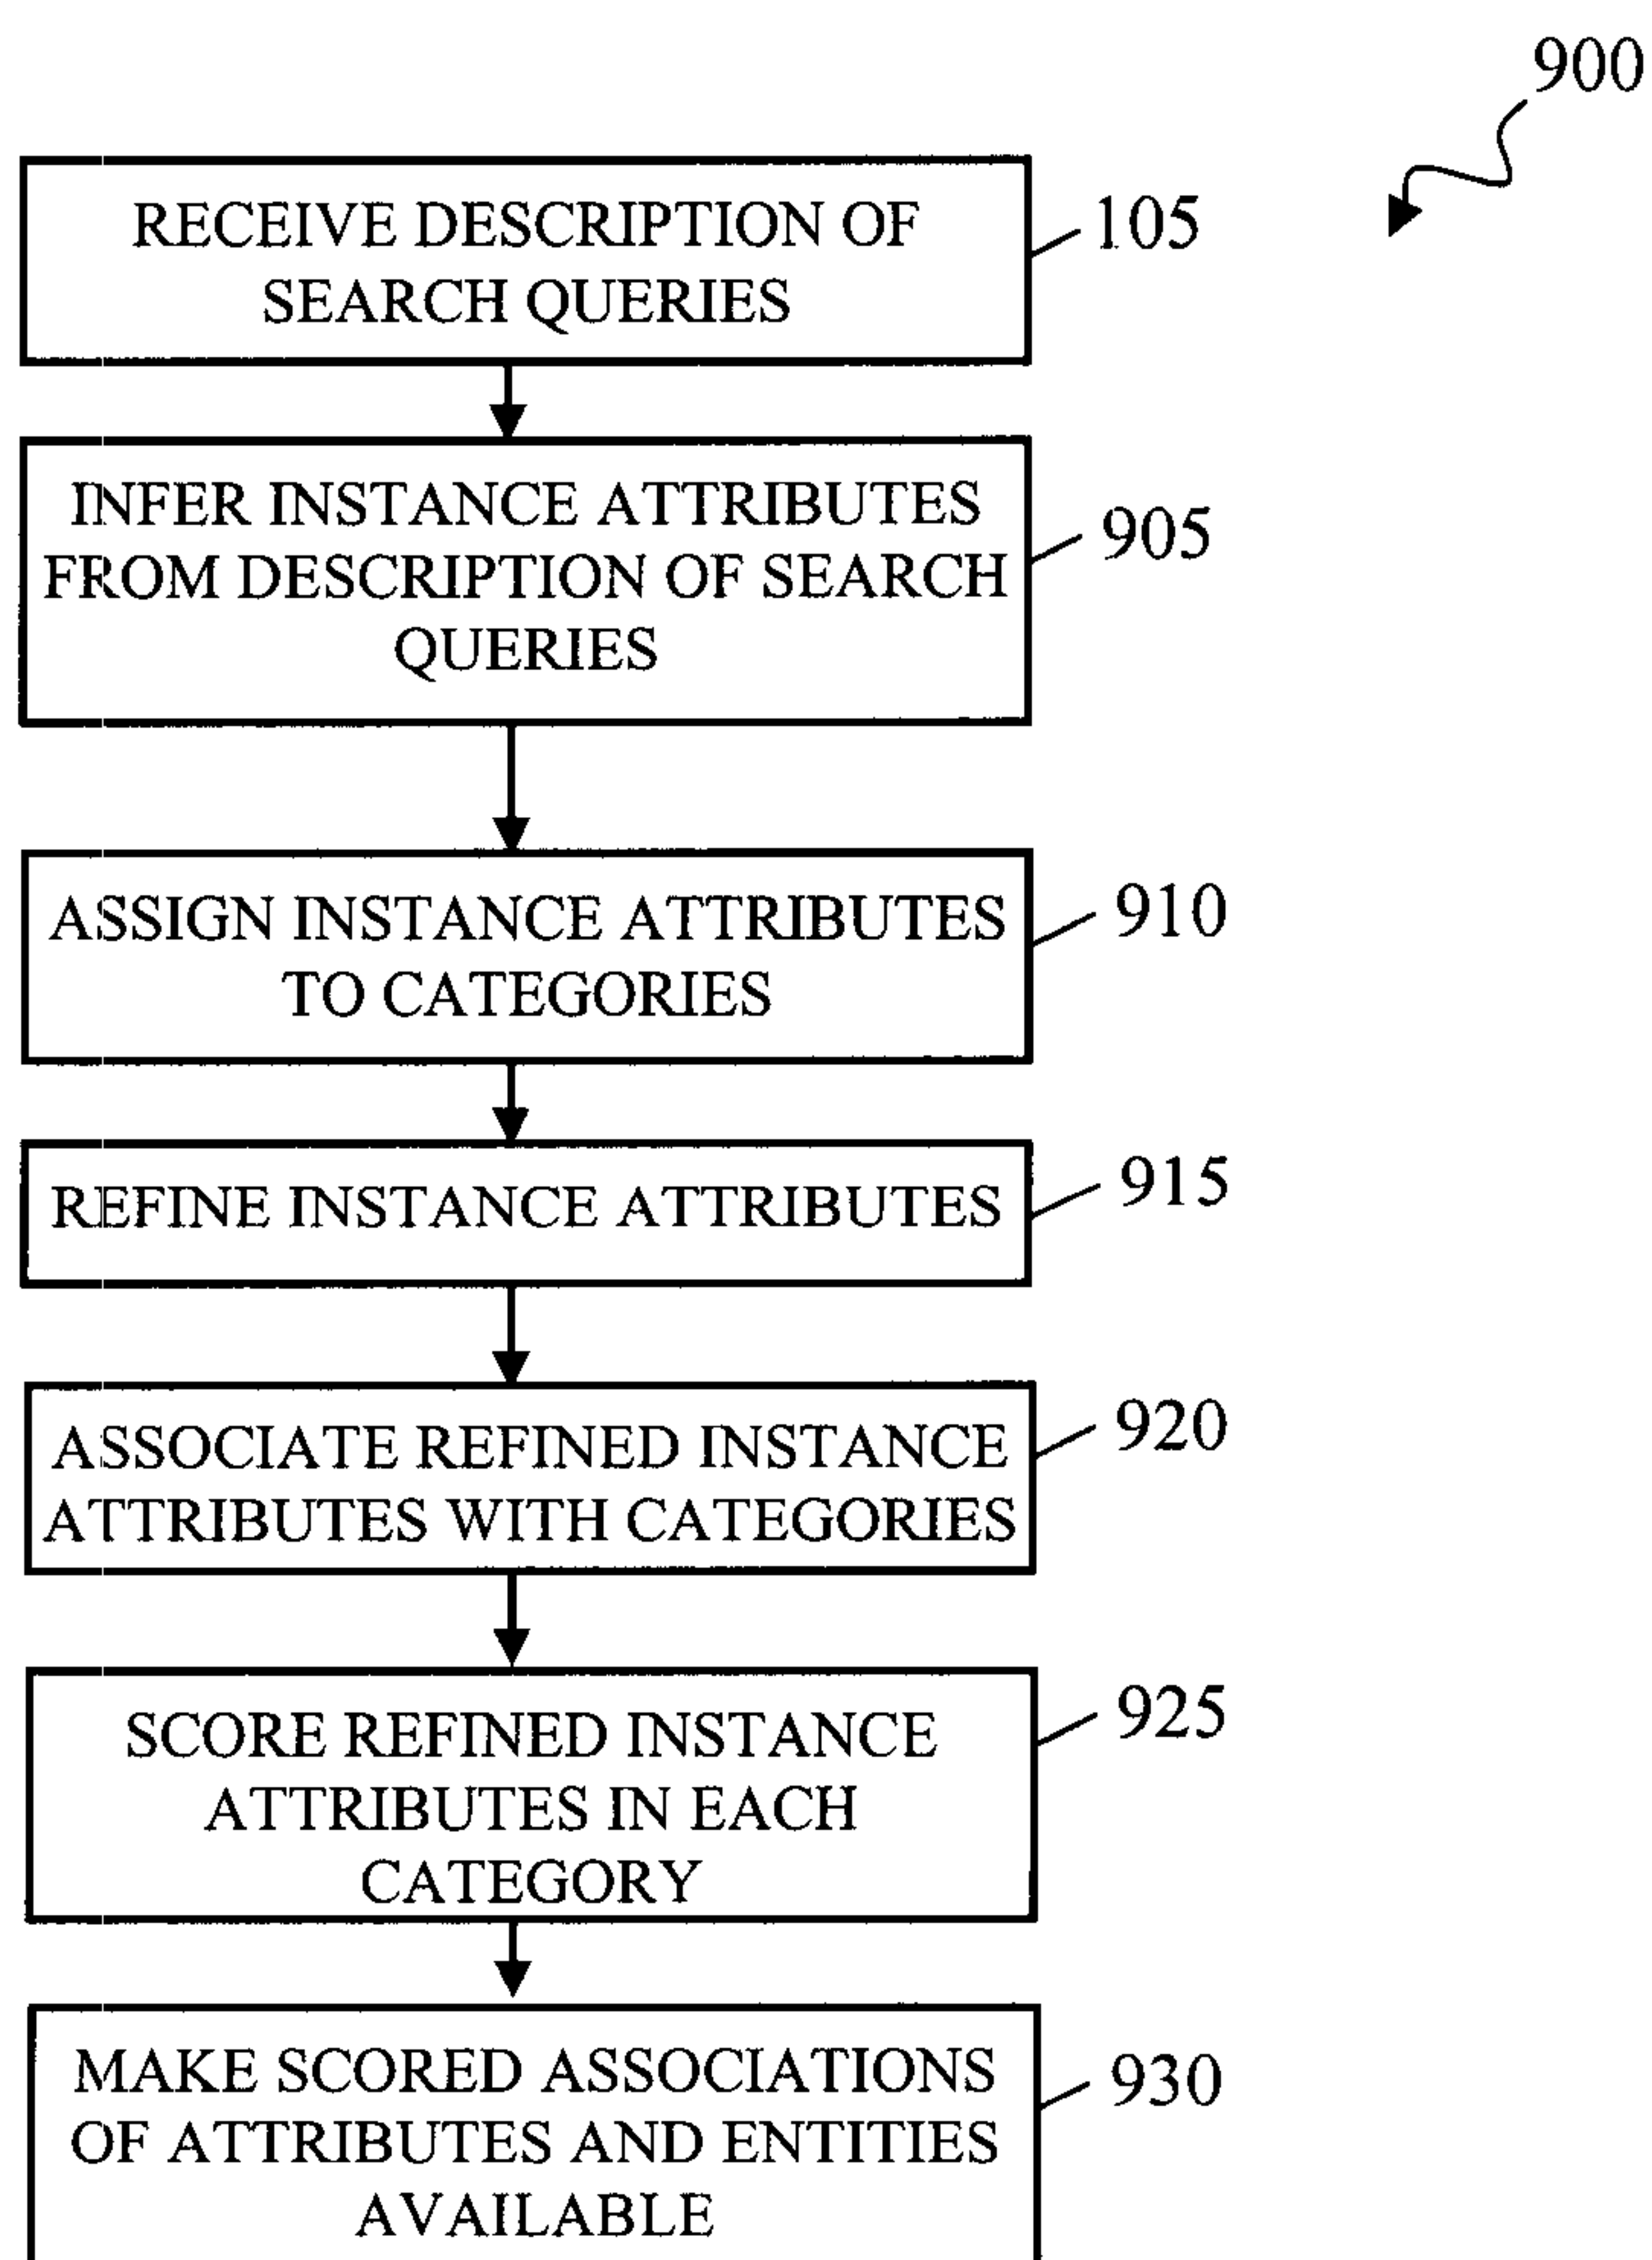 900
RECEIVE DESCRIPTION OF
SEARCH QUERIES
105
INFER INSTANCE ATTRIBUTES
FROM DESCRIPTION OF SEARCH
QUERIES
905
ASSIGN INSTANCE ATTRIBUTES
TO CATEGORIES
910
REFINE INSTANCE ATTRIBUTES
915
ASSOCIATE REFINED INSTANCE
ATTRIBUTES WITH CATEGORIES
920
SCORE REFINED INSTANCE
ATTRIBUTES IN EACH
CATEGORY
925
MAKE SCORED ASSOCIATIONS
OF ATTRIBUTES AND ENTITIES
AVAILABLE
930